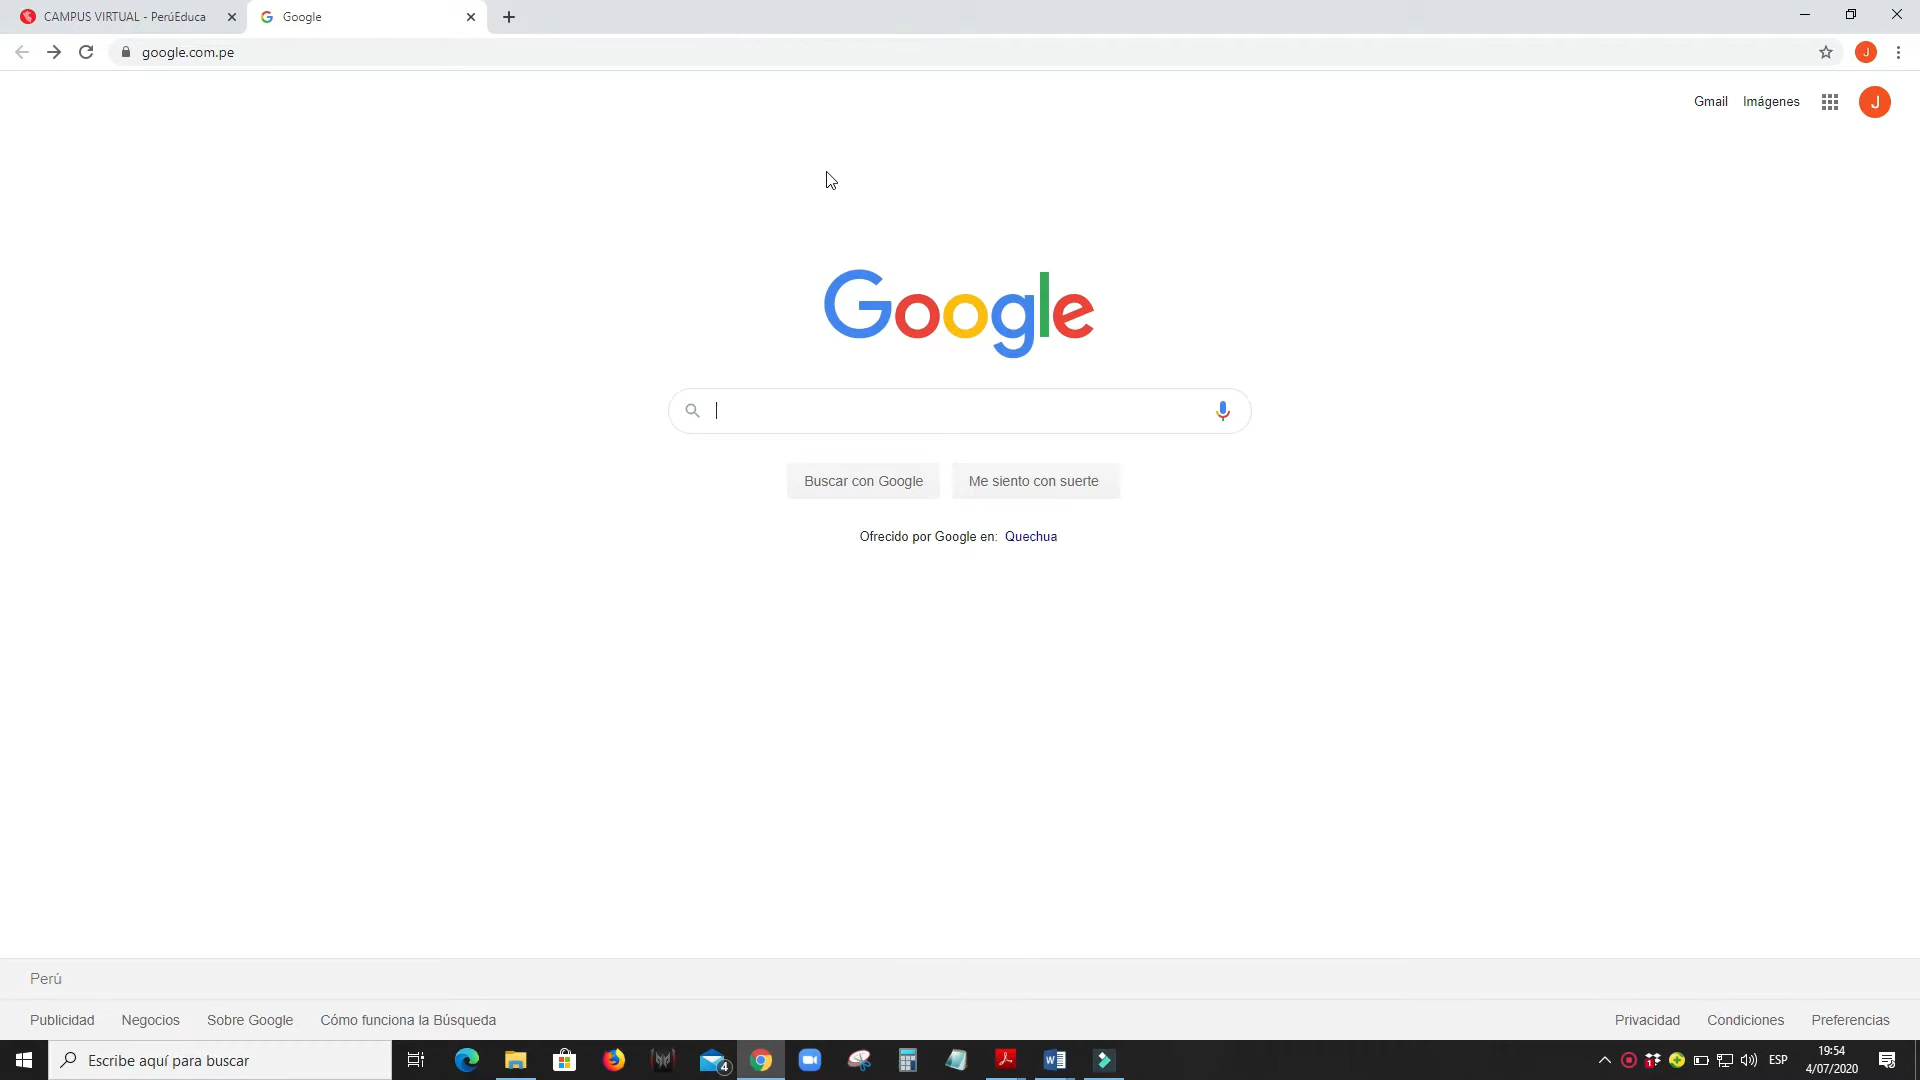 CAMPUS VIRTUAL - PerúEduca
Google
google.com.pe
Gmail Imágenes J
Google
Buscar con Google Me siento con suerte
Ofrecido por Google en: Quechua
Perú
Publicidad Negocios Sobre Google Cómo funciona la Búsqueda Privacidad Condiciones Preferencias
Escribe aquí para buscar
4
ESP
19:54
4/07/2020